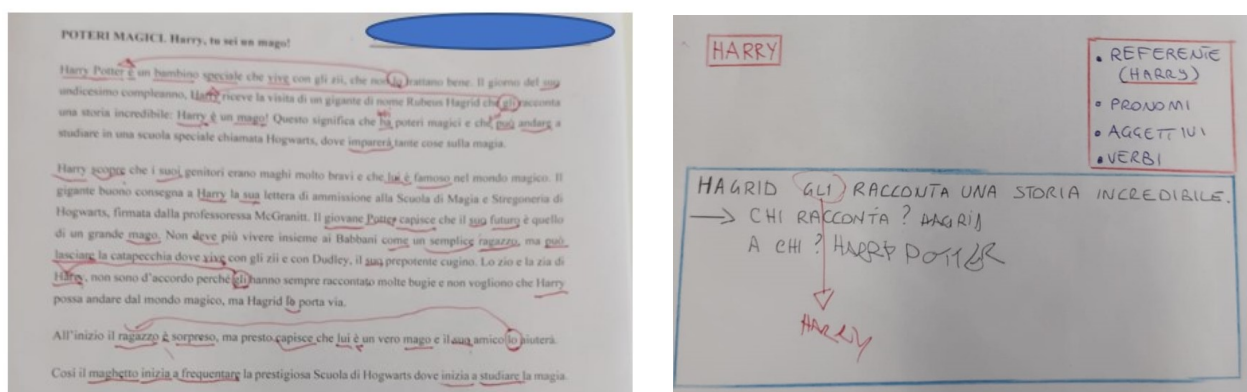 POTERI MAGICI. Harry, tu sei un mago!
Harry Potter è un bambino speciale che vive con gli zii, che non lo trattano bene. Il giorno del suo
undicesimo compleanno, Harry riceve la visita di un gigante di nome Rubeus Hagrid che gli racconta
una storia incredibile: Harry è un mago! Questo significa che ha poteri magici e che può andare a
studiare in una scuola speciale chiamata Hogwarts, dove imparerà tante cose sulla magia.
Harry scopre che i suoi genitori erano maghi molto bravi e che lui è famoso nel mondo magico. Il
gigante buono consegna a Harry la sua lettera di ammissione alla Scuola di Magia e Stregoneria di
Hogwarts, firmata dalla professoressa McGranitt. Il giovane Potter capisce che il suo futuro è quello
di un grande mago. Non deve più vivere insieme ai Babbani come un semplice ragazzo, ma può
lasciare la catapecchia dove vive con gli zii e con Dudley, il suo prepotente cugino. Lo zio e la zia di
Harry, non sono d'accordo perché gli hanno sempre raccontato molte bugie e non vogliono che Harry
possa andare dal mondo magico, ma Hagrid lo porta via.
All'inizio il ragazzo è sorpreso, ma presto capisce che lui è un vero mago e il suo amico lo aiuterà.
Così il maghetto inizia a frequentare la prestigiosa Scuola di Hogwarts dove inizia a studiare la magia.
HARRY
• REFERENTE
(HARRY)
• PRONOMI
• AGGETTIVI
• VERBI
HAGRID GLI RACCONTA UNA STORIA INCREDIBILE.
→ CHI RACCONTA? HAGRID
A CHI? HARRY POTTER
HARRY